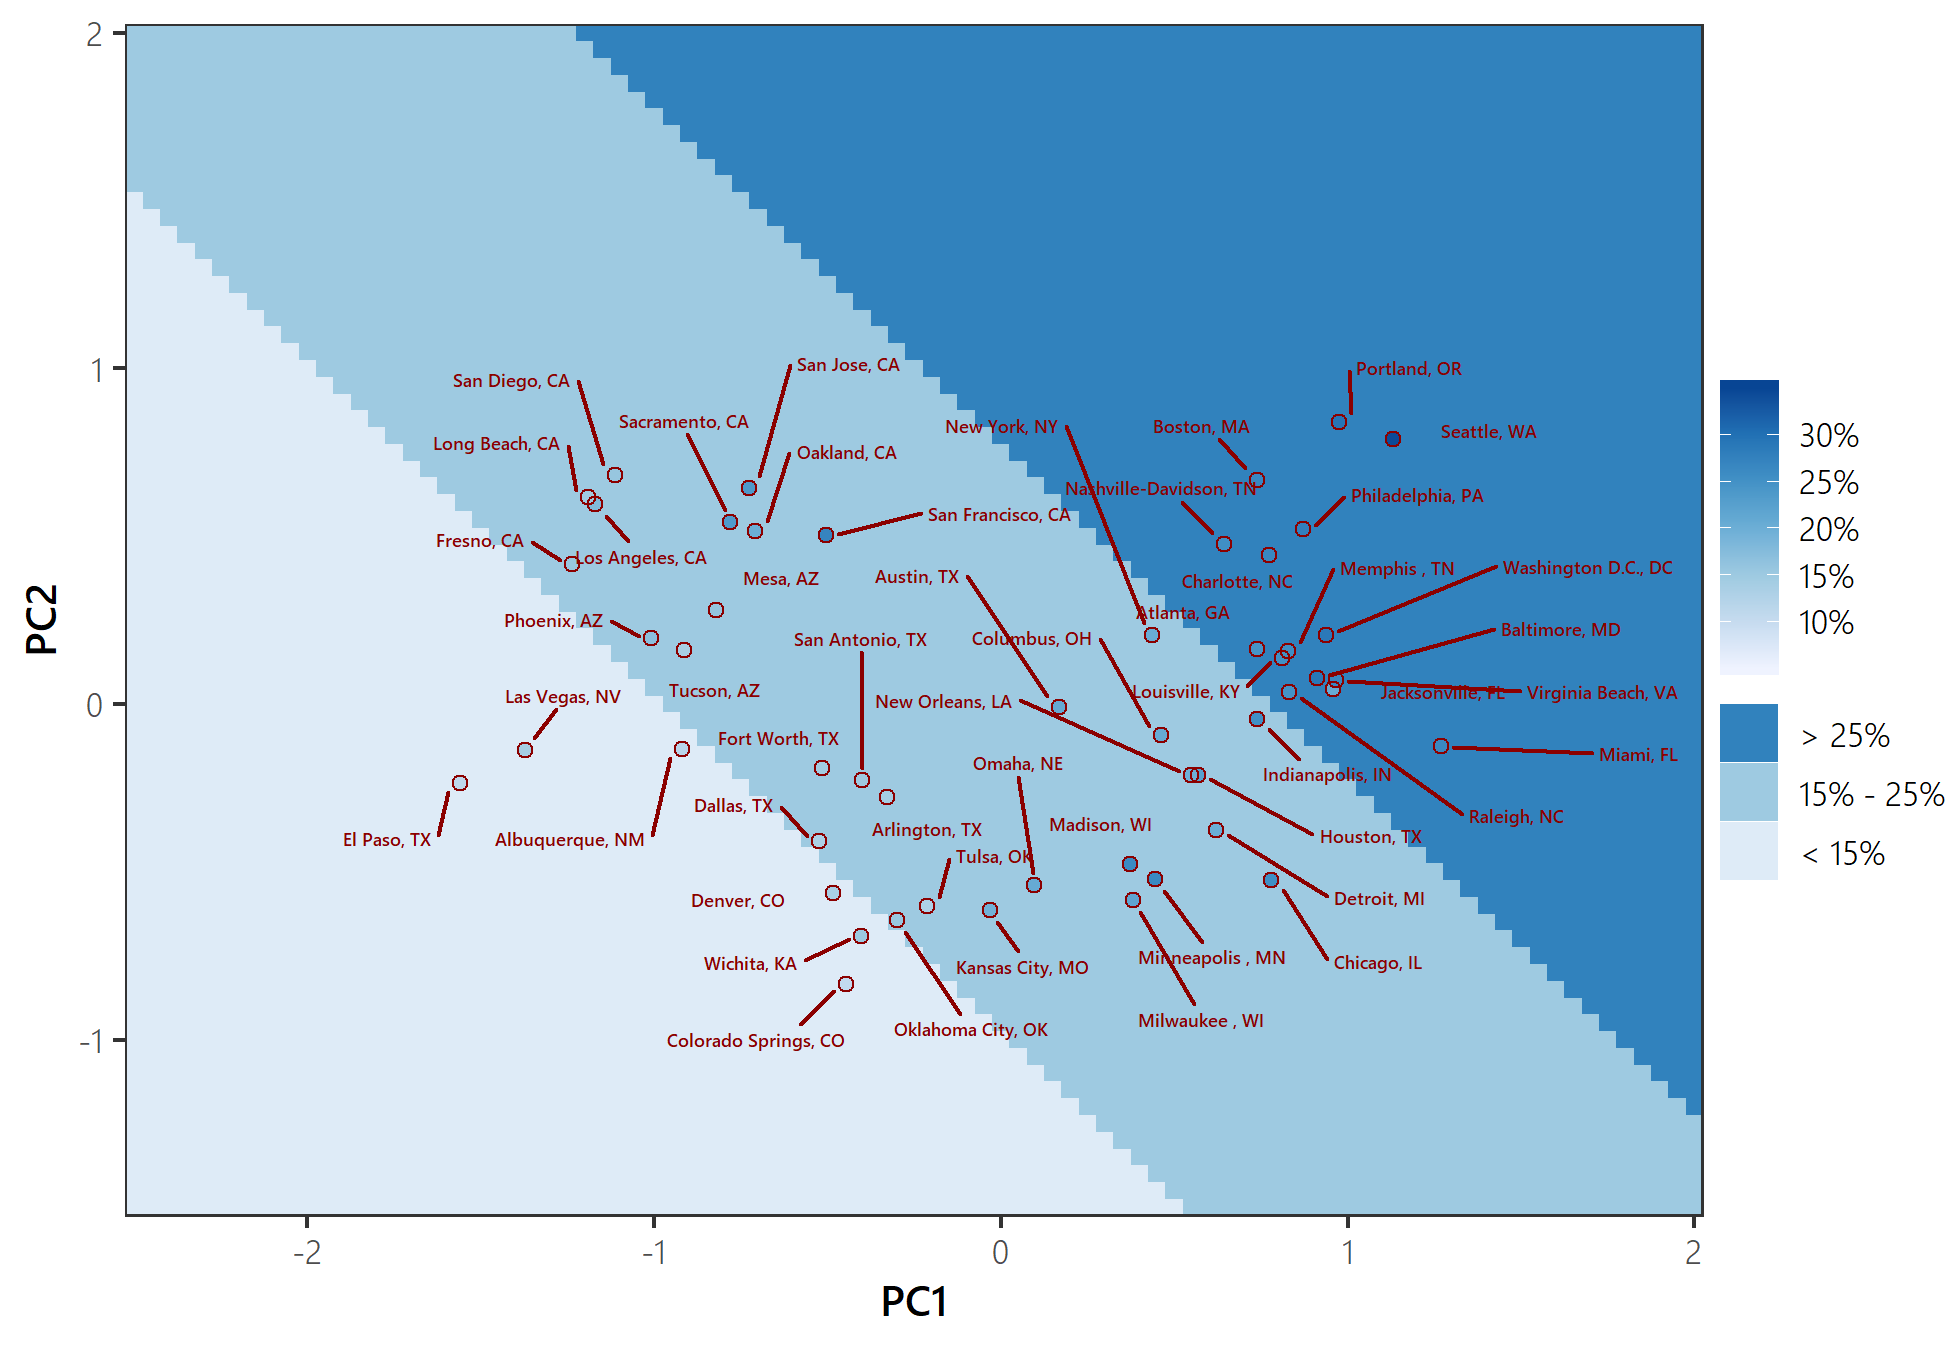 2
1
0
-1
PC2
San Jose, CA
San Diego, CA
Portland, OR
Sacramento, CA
New York, NY
Boston, MA
Seattle, WA
Long Beach, CA
Oakland, CA
Nashville-Davidson, TN
Philadelphia, PA
San Francisco, CA
Fresno, CA
Los Angeles, CA
Mesa, AZ
Austin, TX
Charlotte, NC
Memphis , TN
Washington D.C., DC
Phoenix, AZ
Atlanta, GA
San Antonio, TX
Columbus, OH
Baltimore, MD
Las Vegas, NV
Tucson, AZ
New Orleans, LA
Louisville, KY
Jacksonville, FL
Virginia Beach, VA
Fort Worth, TX
Omaha, NE
Indianapolis, IN
Miami, FL
Dallas, TX
Raleigh, NC
El Paso, TX
Albuquerque, NM
Arlington, TX
Madison, WI
Houston, TX
Tulsa, OK
Denver, CO
Detroit, MI
Wichita, KA
Kansas City, MO
Minneapolis , MN
Chicago, IL
Colorado Springs, CO
Oklahoma City, OK
Milwaukee , WI
-2
-1
0
1
2
PC1
30%
25%
20%
15%
10%
> 25%
15% - 25%
< 15%